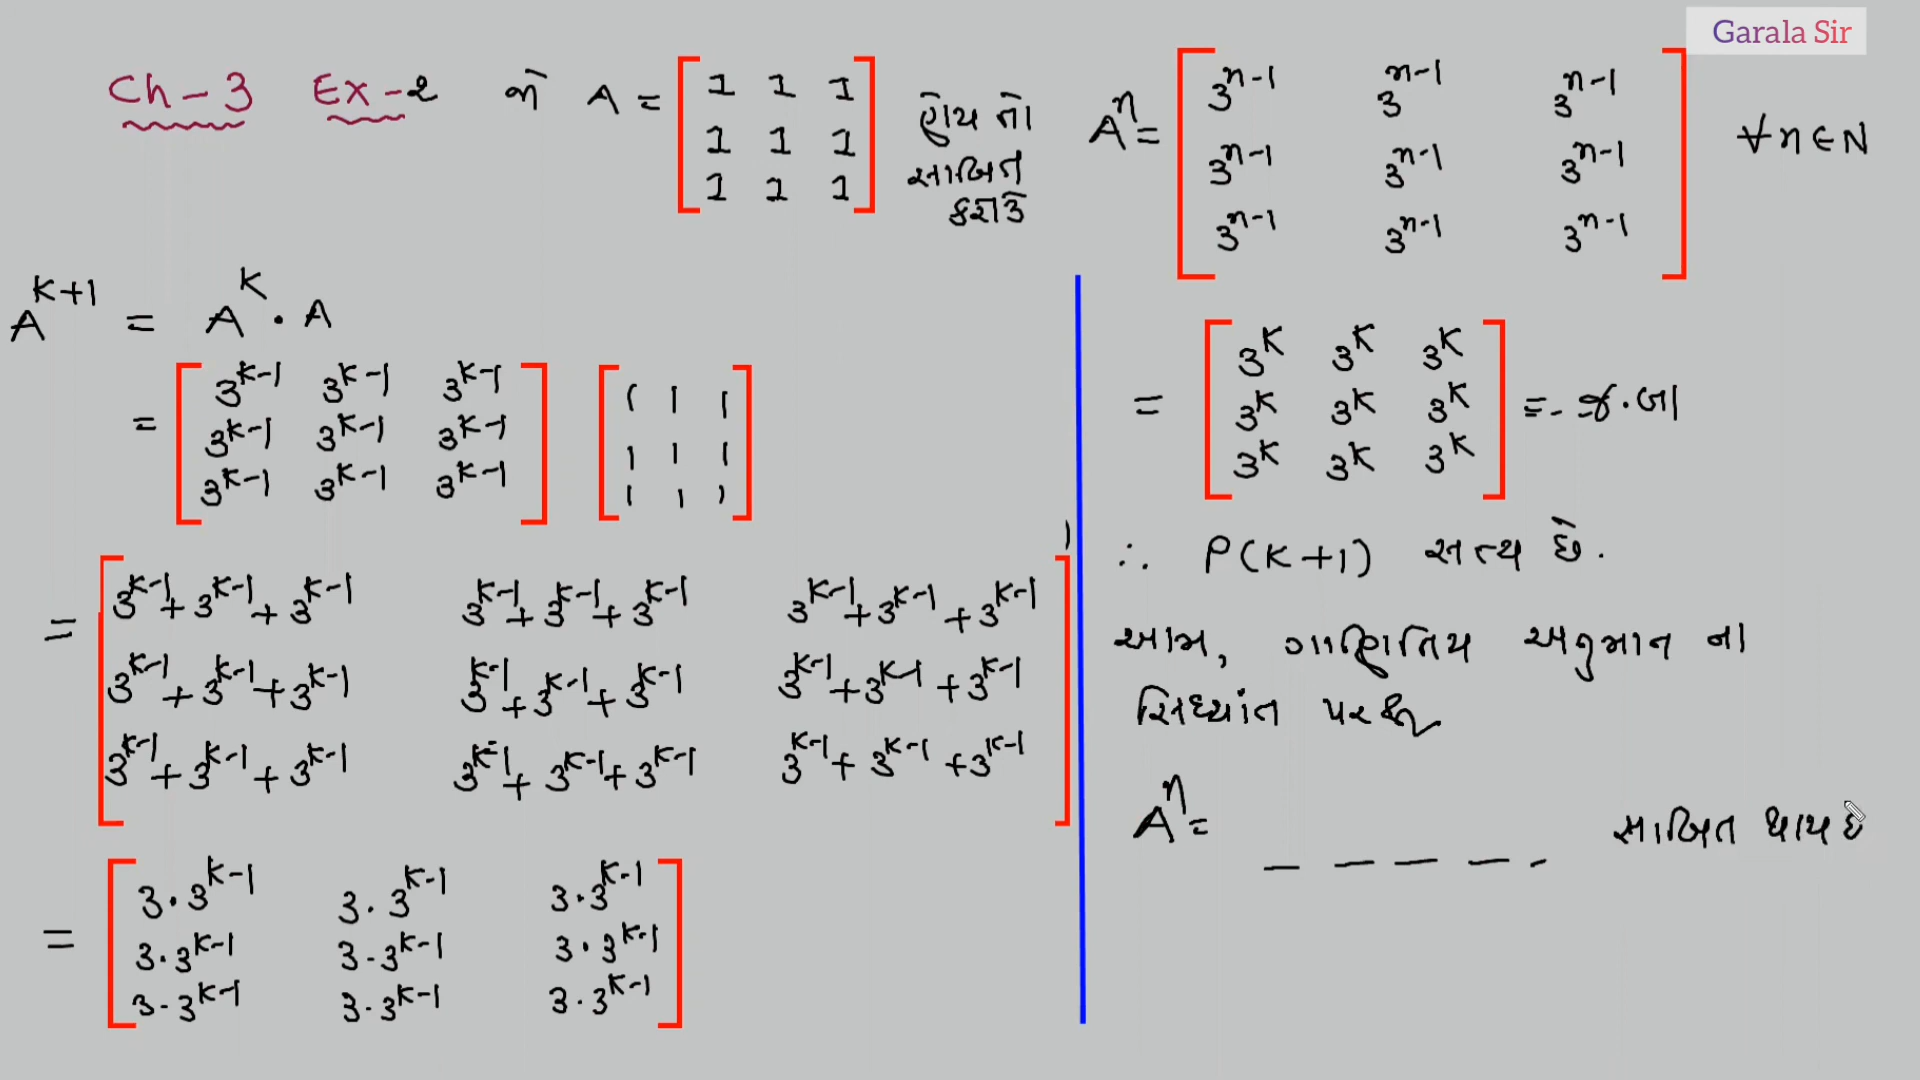 Garala Sir
Ch-3 Ex-2 જો A = [1 1 1
1 1 1
1 1 1] હોય તો
સાબિત
કરો કે
A^n = [3^{n-1} 3^{n-1} 3^{n-1}
3^{n-1} 3^{n-1} 3^{n-1}
3^{n-1} 3^{n-1} 3^{n-1}] ∀ n ∈ N
A^{K+1} = A^K · A
= [3^{K-1} 3^{K-1} 3^{K-1}
3^{K-1} 3^{K-1} 3^{K-1}
3^{K-1} 3^{K-1} 3^{K-1}] [1 1 1
1 1 1
1 1 1]
= [3^{K-1}+3^{K-1}+3^{K-1} 3^{K-1}+3^{K-1}+3^{K-1} 3^{K-1}+3^{K-1}+3^{K-1}
3^{K-1}+3^{K-1}+3^{K-1} 3^{K-1}+3^{K-1}+3^{K-1} 3^{K-1}+3^{K-1}+3^{K-1}
3^{K-1}+3^{K-1}+3^{K-1} 3^{K-1}+3^{K-1}+3^{K-1} 3^{K-1}+3^{K-1}+3^{K-1}]
= [3·3^{K-1} 3·3^{K-1} 3·3^{K-1}
3·3^{K-1} 3·3^{K-1} 3·3^{K-1}
3·3^{K-1} 3·3^{K-1} 3·3^{K-1}]
= [3^K 3^K 3^K
3^K 3^K 3^K
3^K 3^K 3^K] = જ.બા
∴ P(K+1) સત્ય છે.
આમ, ગાણિતિય અનુમાન ના
સિધ્ધાંત પરથી
A^n = _ _ _ _ - સાબિત થાય છે